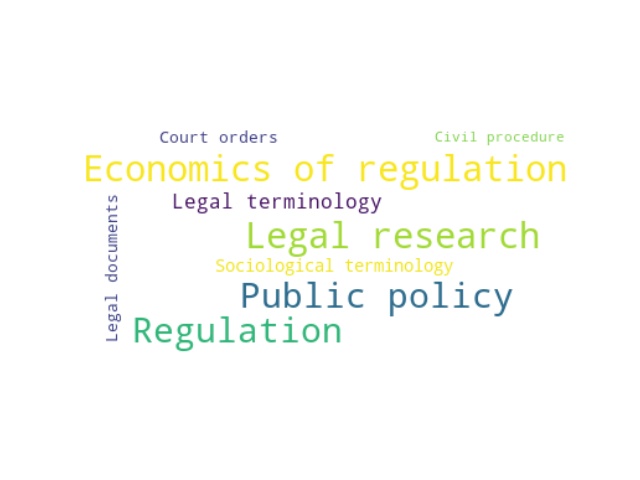 Court orders
Civil procedure
Economics of regulation
Legal terminology
Legal documents
Legal research
Sociological terminology
Public policy
Regulation